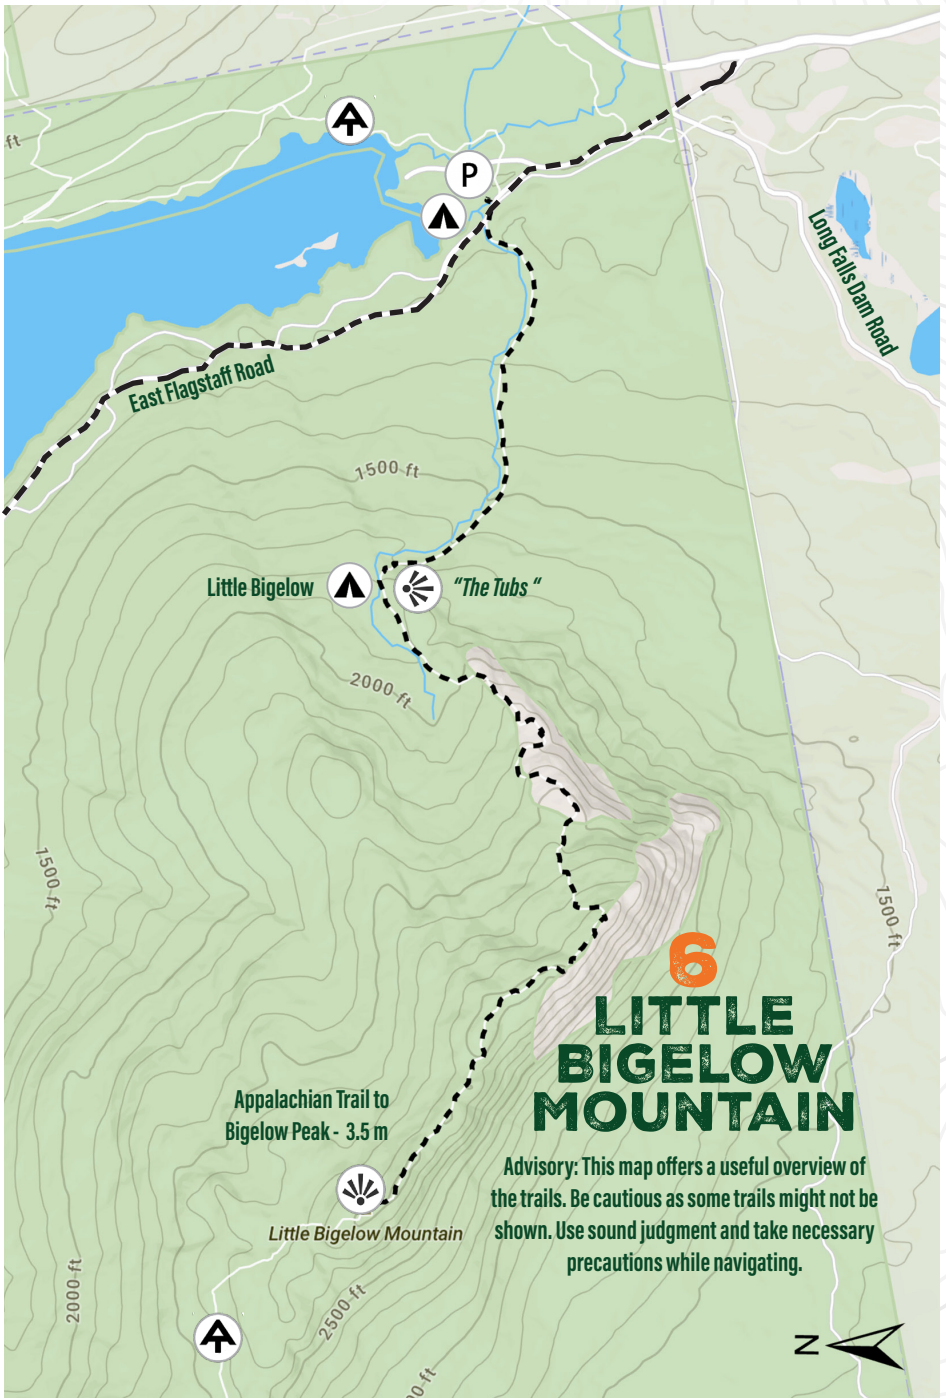 ft
P
Long Falls Dam Road
East Flagstaff Road
1500 ft
Little Bigelow
"The Tubs "
2000 ft
1500 ft
1500 ft
6
LITTLE
BIGELOW
MOUNTAIN
Appalachian Trail to
Bigelow Peak - 3.5 m
Advisory: This map offers a useful overview of
the trails. Be cautious as some trails might not be
shown. Use sound judgment and take necessary
precautions while navigating.
Little Bigelow Mountain
2000 ft
2500 ft
N
00 ft